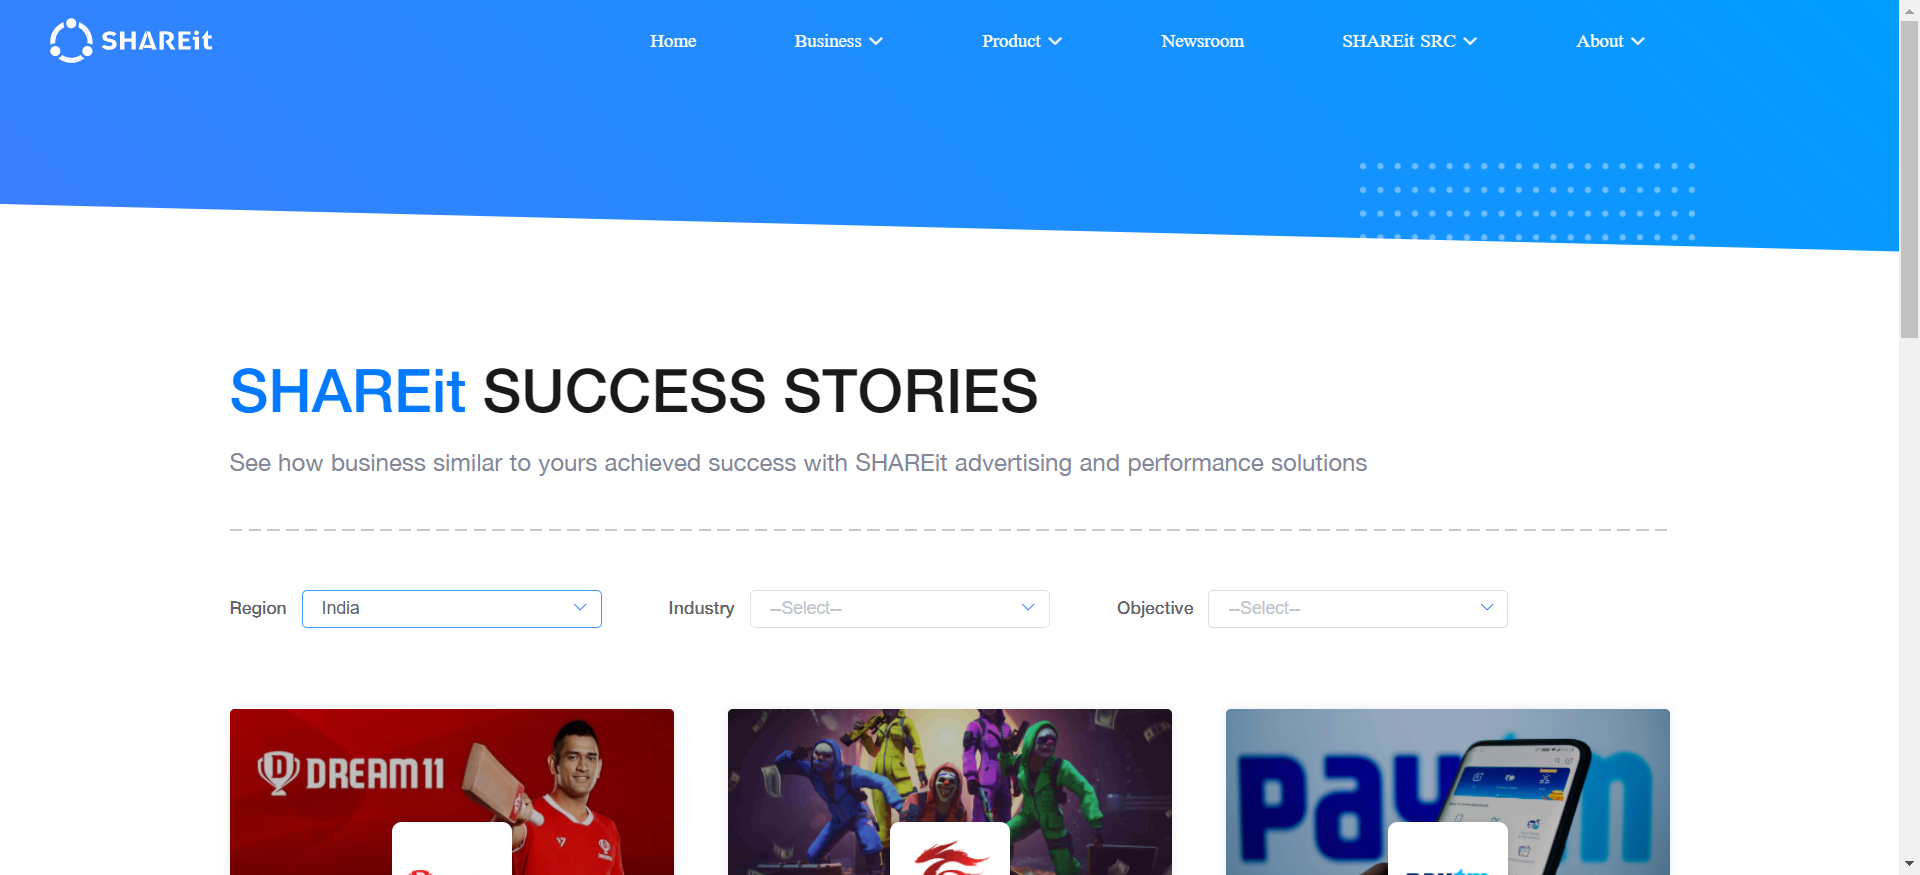 SHAREit
Home
Business
Product
Newsroom
SHAREit SRC
About
SHAREit SUCCESS STORIES
See how business similar to yours achieved success with SHAREit advertising and performance solutions
Region
India
Industry
--Select--
Objective
--Select--
DREAM11